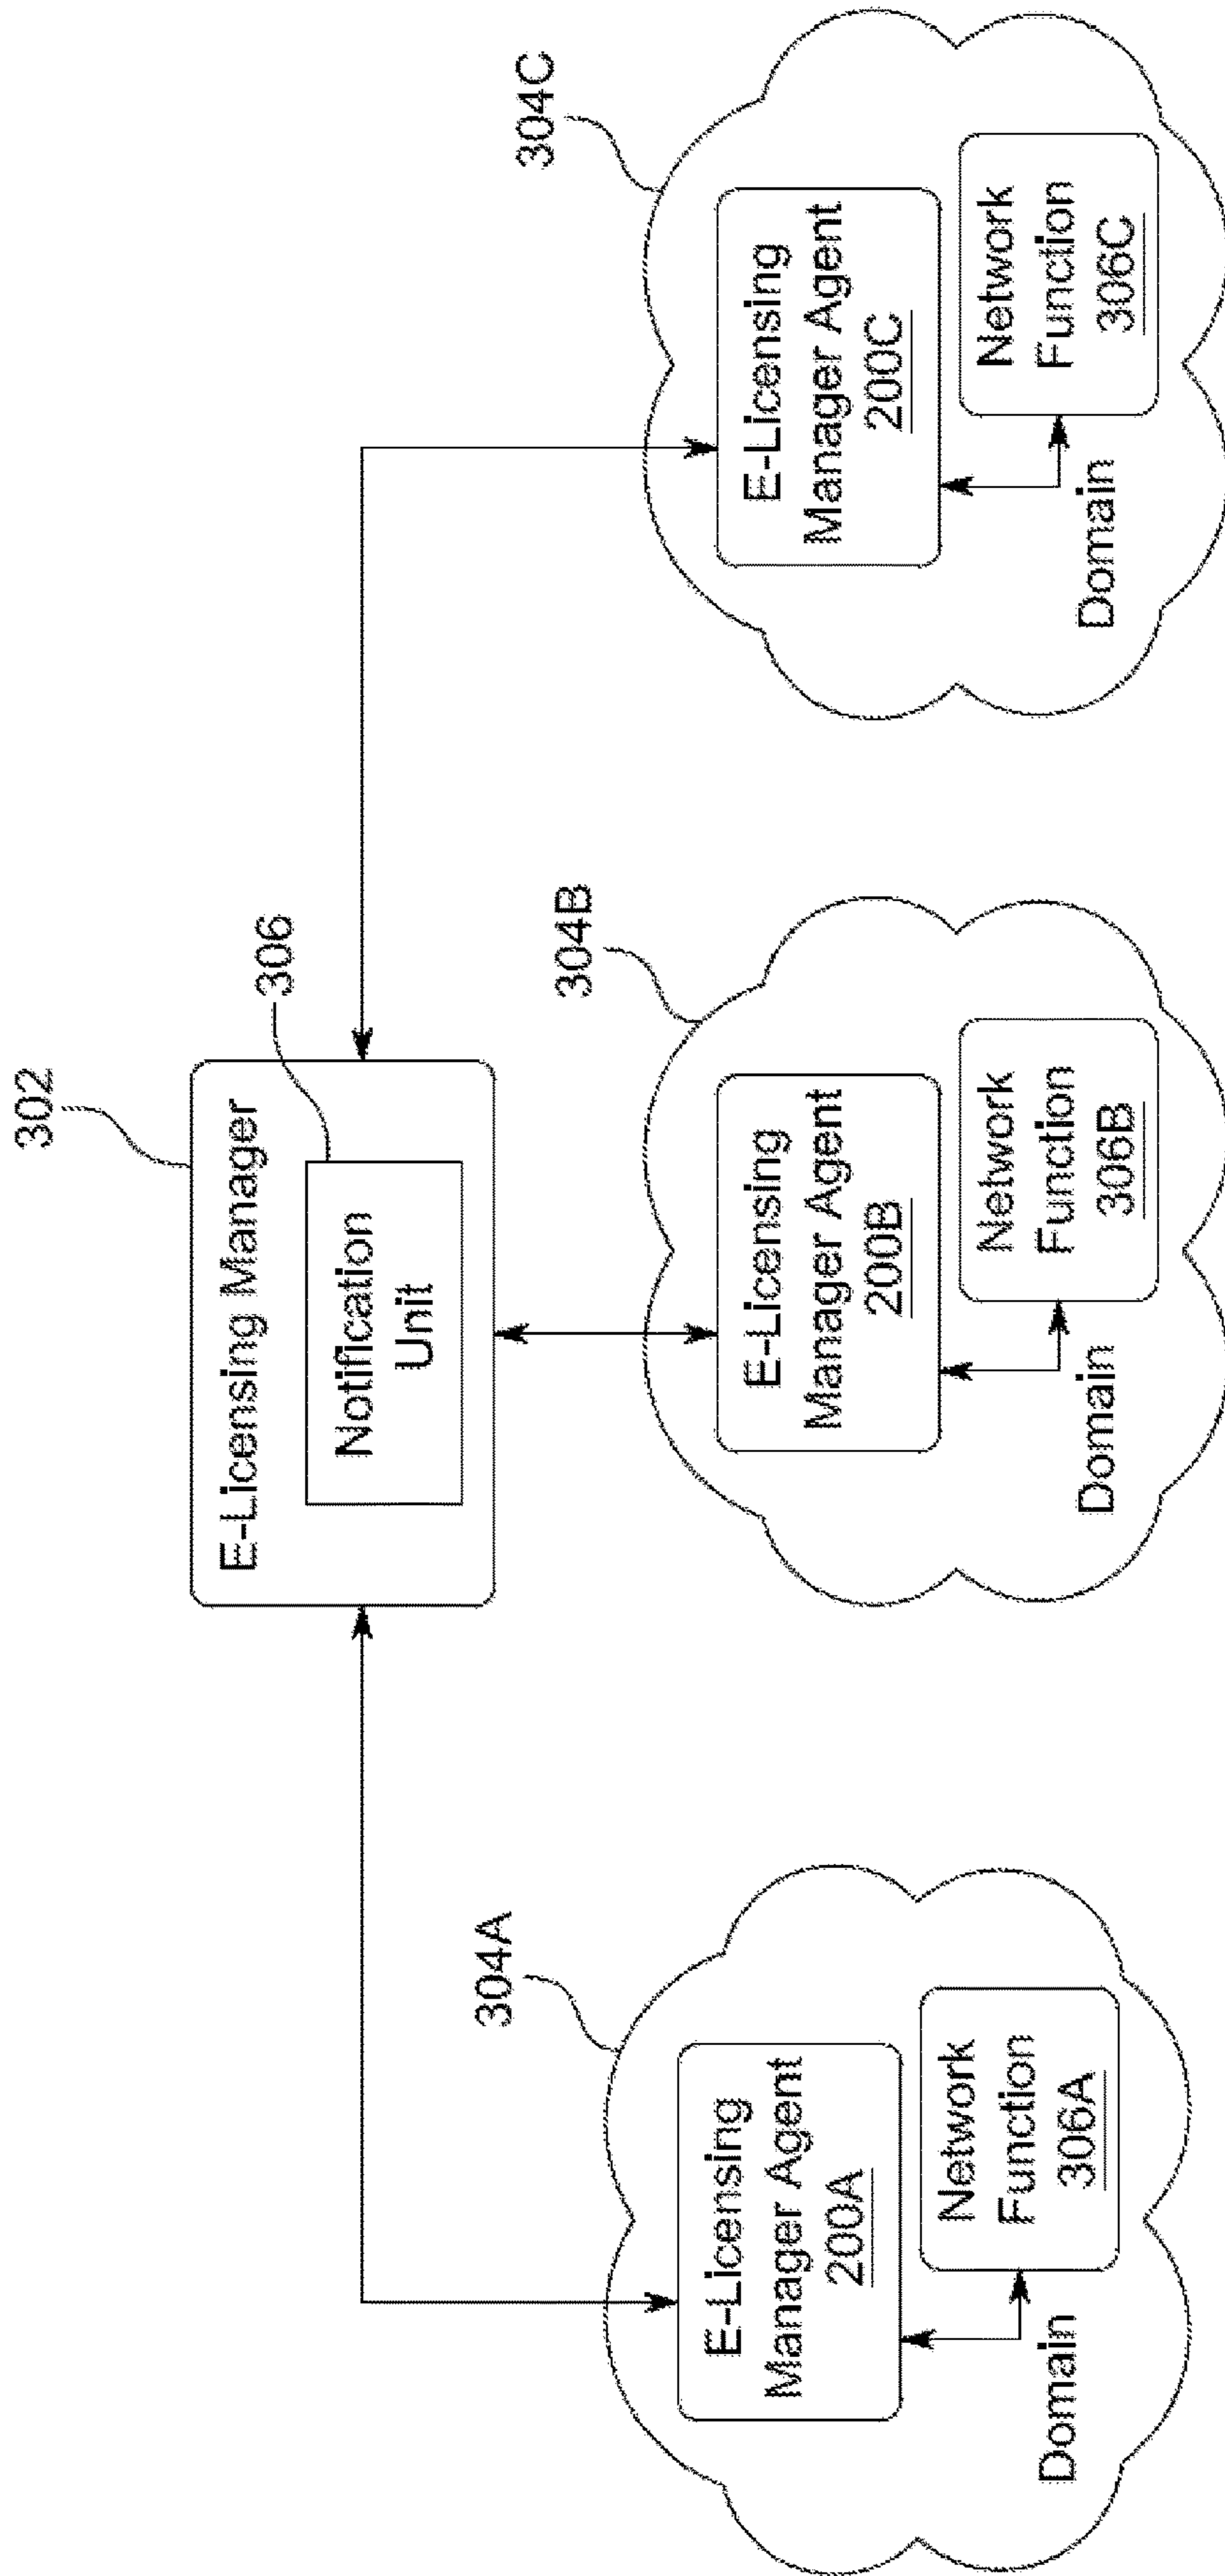 302
E-Licensing Manager
306
Notification
Unit
304A
E-Licensing
Manager Agent
200A
Network
Function
306A
Domain
304B
E-Licensing
Manager Agent
200B
Network
Function
306B
Domain
304C
E-Licensing
Manager Agent
200C
Network
Function
306C
Domain